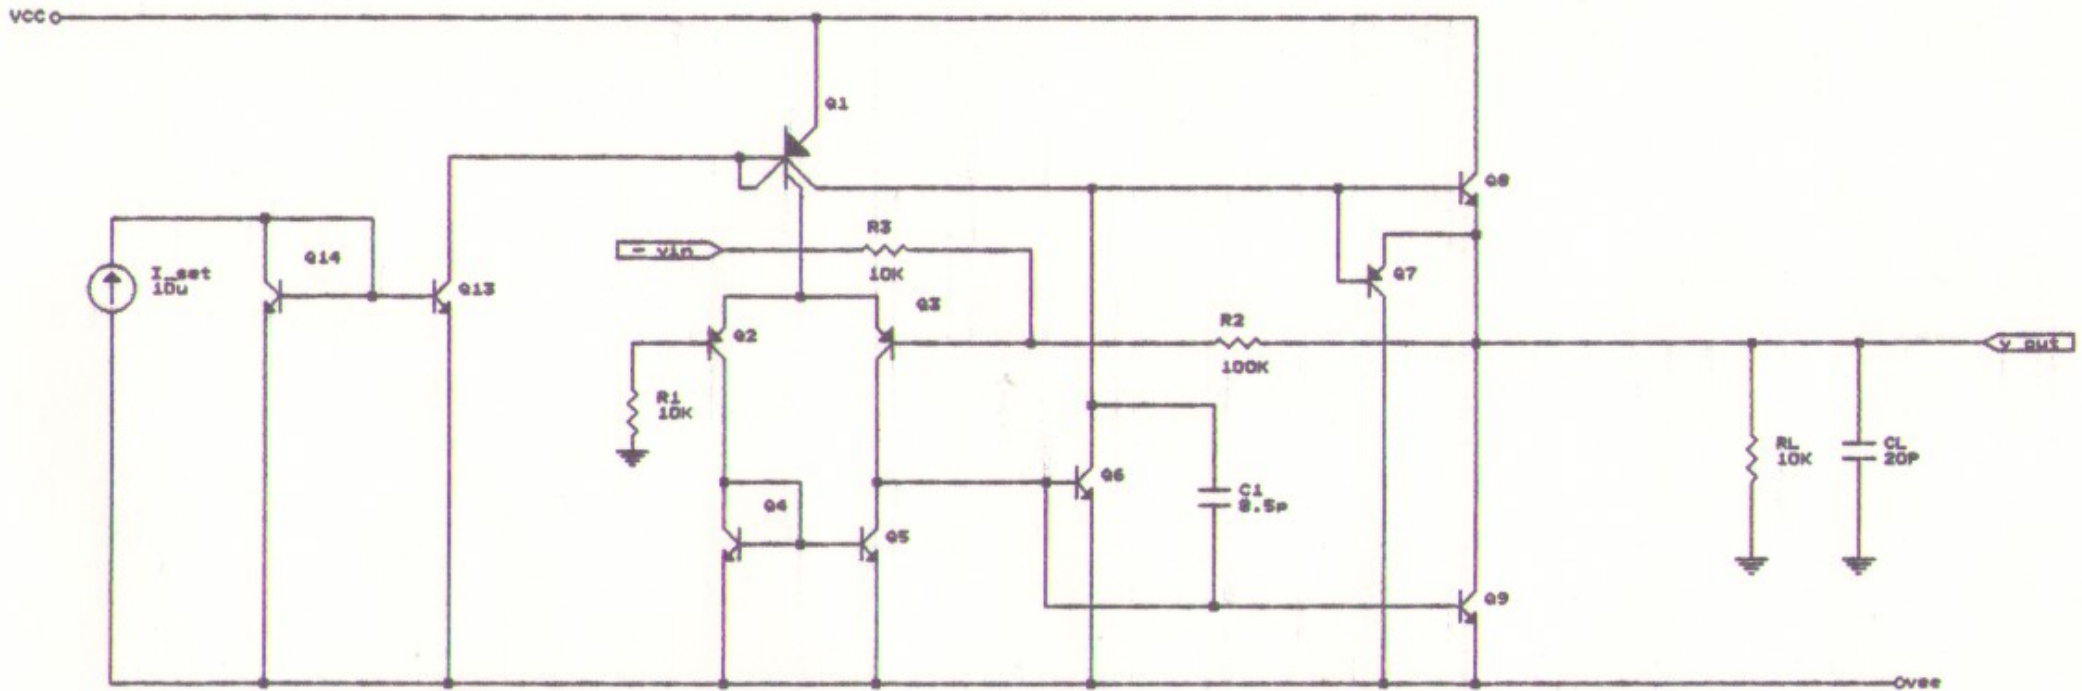 VCC
Q1
Q8
R3
- vin
10K
Q14
I_set
10u
Q13
Q7
Q3
Q2
R2
100K
v_out
R1
10K
RL
10K
CL
20P
Q6
C1
8.5p
Q4
Q5
Q9
vee